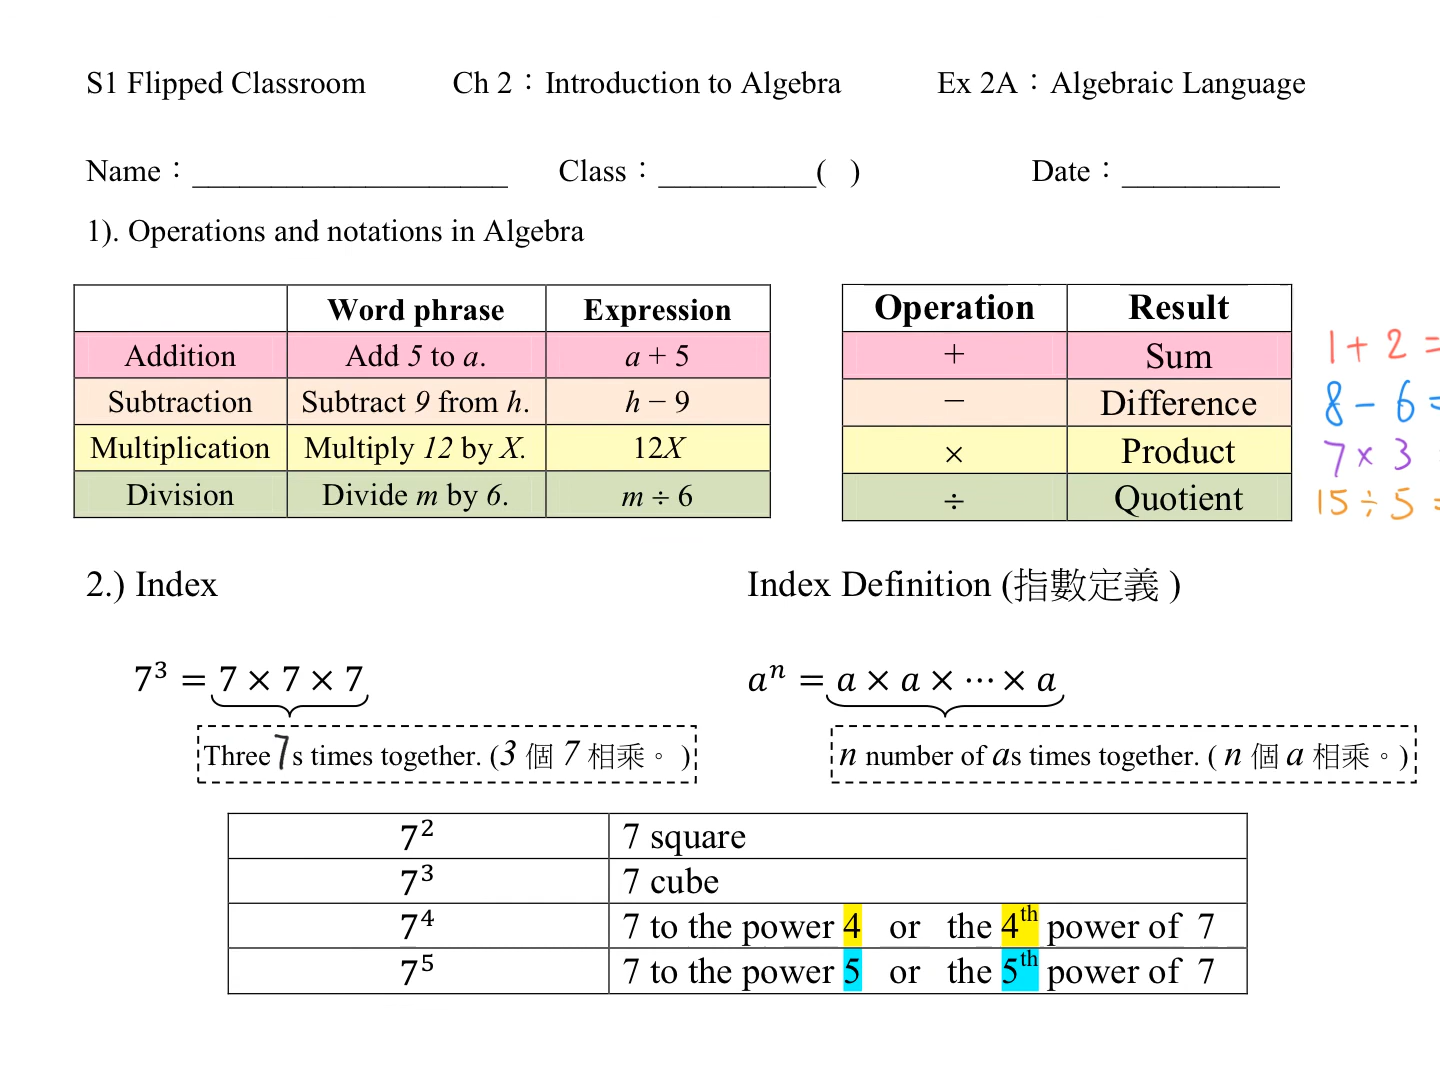 S1 Flipped Classroom Ch 2：Introduction to Algebra Ex 2A：Algebraic Language
Name：____________________ Class：__________( ) Date：__________
1). Operations and notations in Algebra
Word phrase Expression
Addition Add 5 to a. a + 5
Subtraction Subtract 9 from h. h − 9
Multiplication Multiply 12 by X. 12X
Division Divide m by 6. m ÷ 6
Operation Result
+ Sum 1 + 2 =
− Difference 8 − 6 =
× Product 7 × 3
÷ Quotient 15 ÷ 5 =
2.) Index
7³ = 7 × 7 × 7
Three 7s times together. (3 個 7 相乘。 )
Index Definition (指數定義 )
aⁿ = a × a × ⋯ × a
n number of as times together. ( n 個 a 相乘。)
7² 7 square
7³ 7 cube
7⁴ 7 to the power 4 or the 4th power of 7
7⁵ 7 to the power 5 or the 5th power of 7